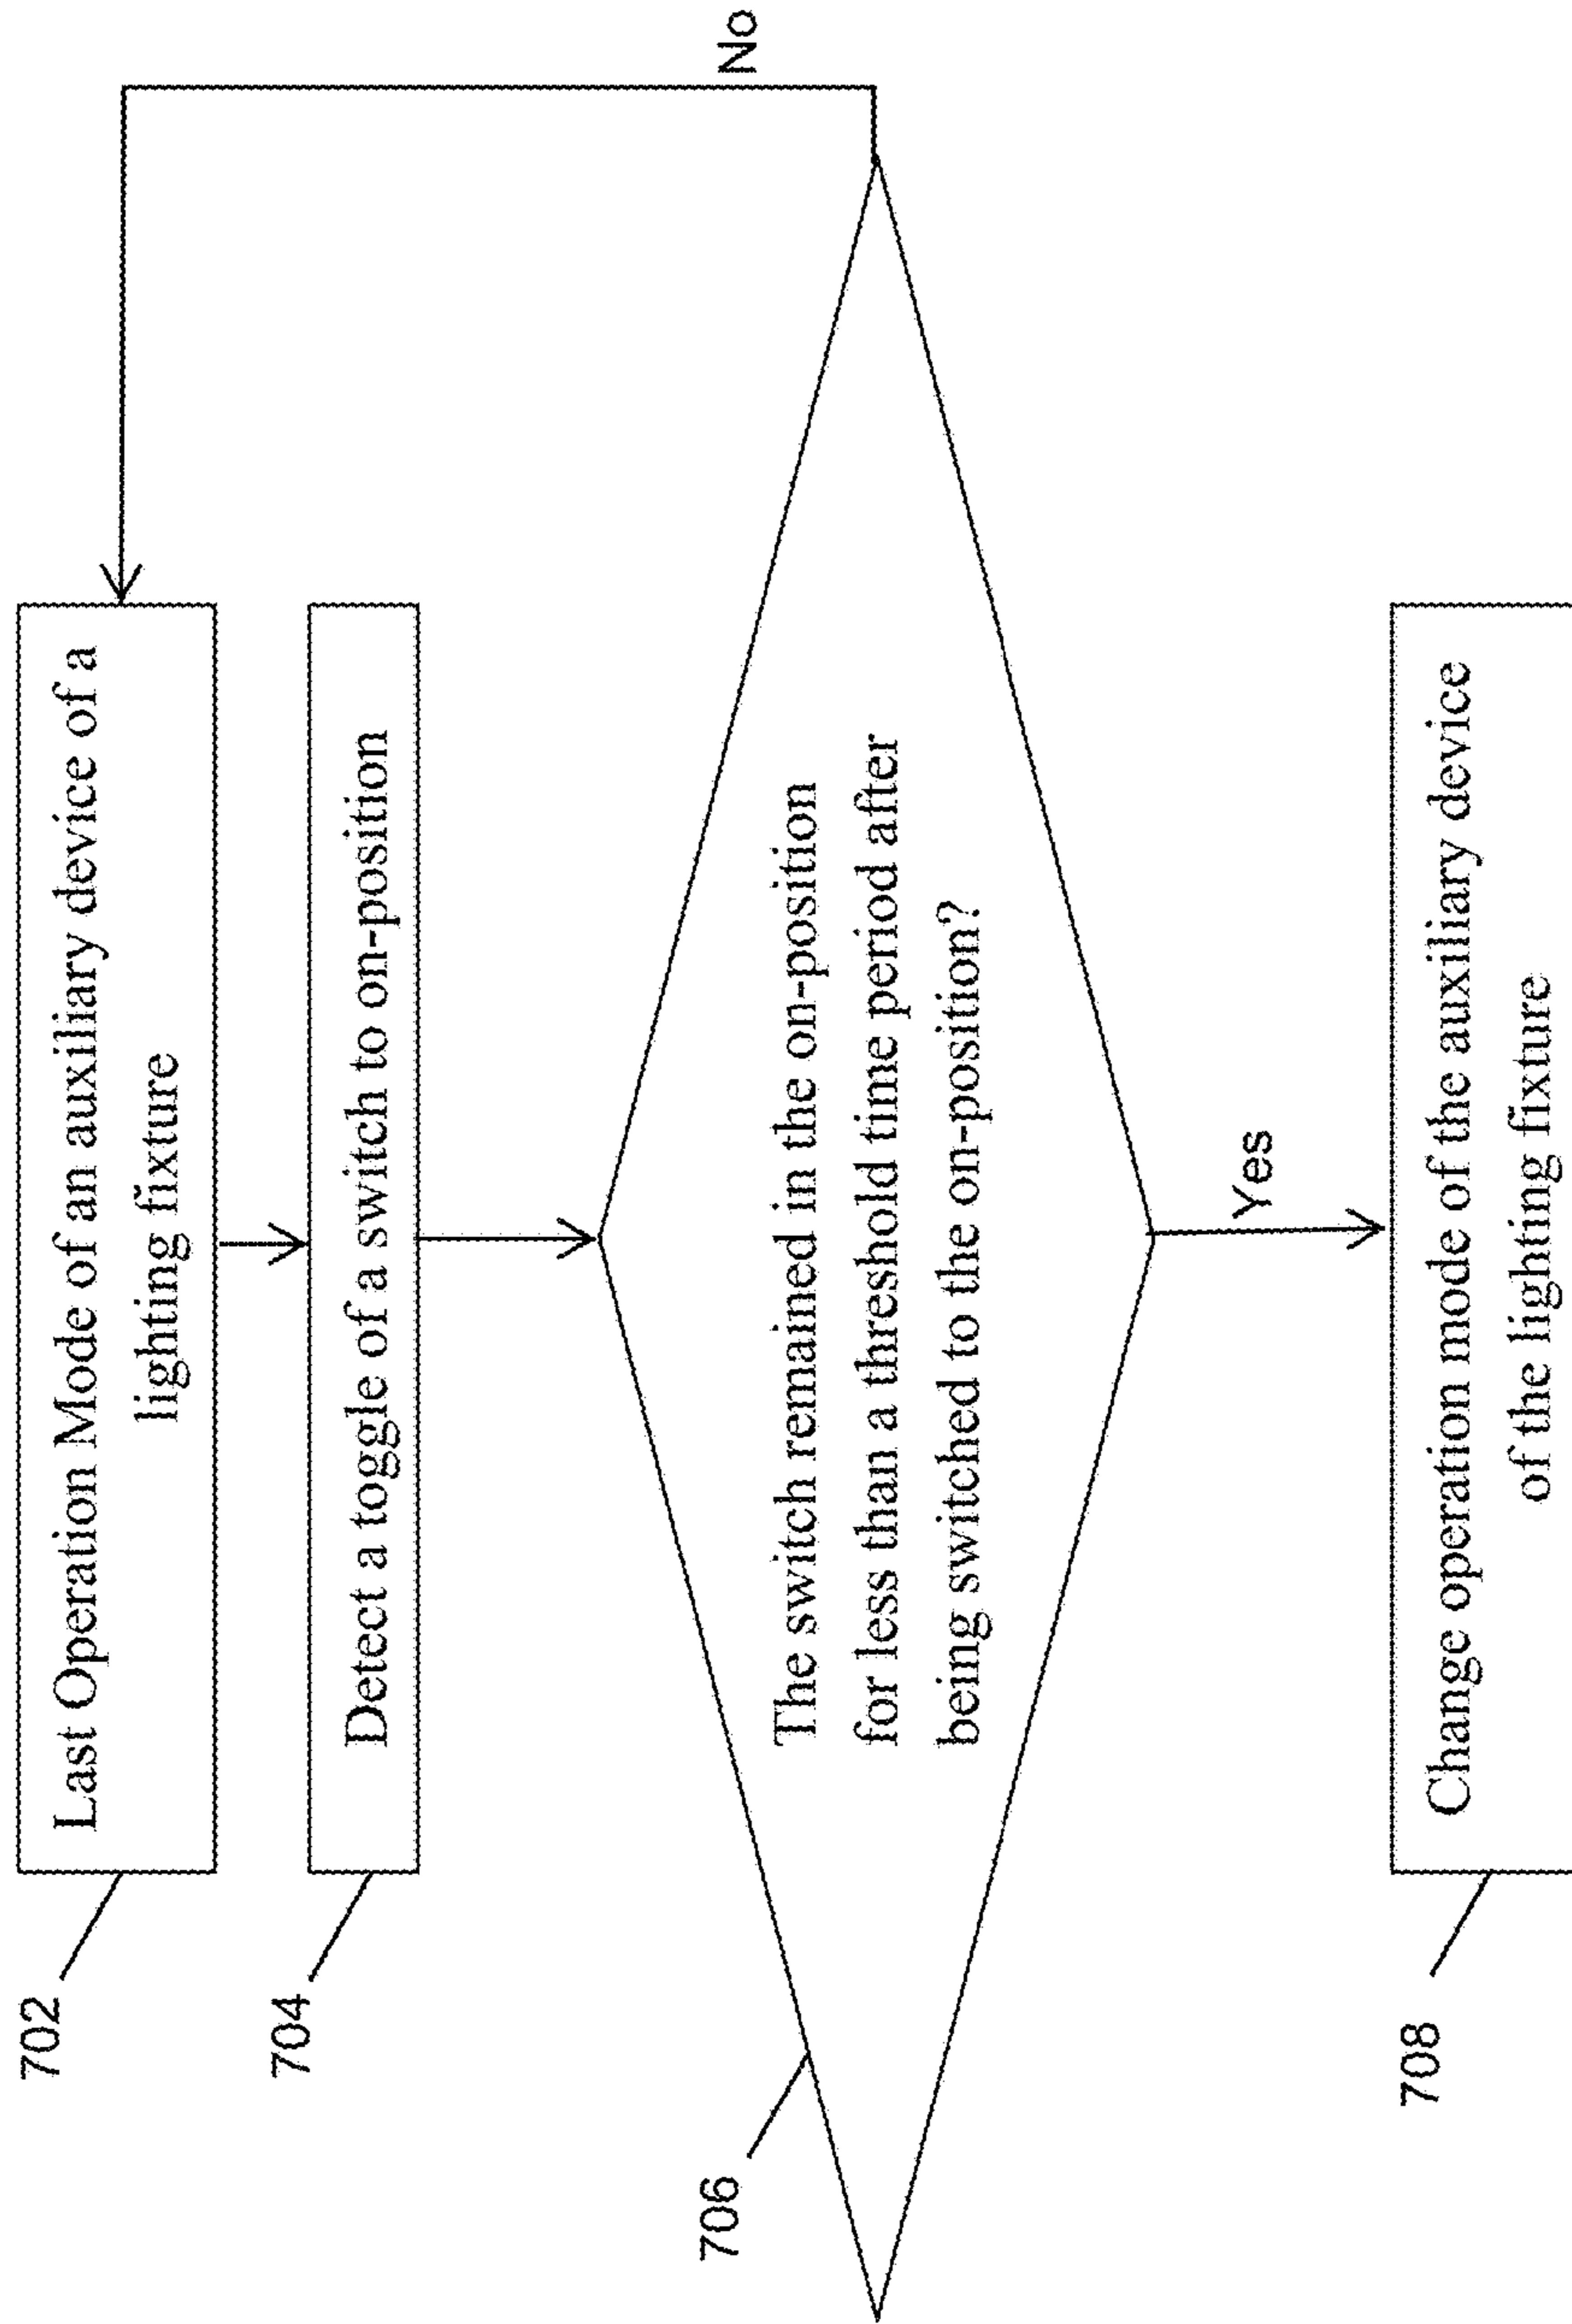 702
Last Operation Mode of an auxiliary device of a
lighting fixture
704
Detect a toggle of a switch to on-position
706
The switch remained in the on-position
for less than a threshold time period after
being switched to the on-position?
No
Yes
708
Change operation mode of the auxiliary device
of the lighting fixture